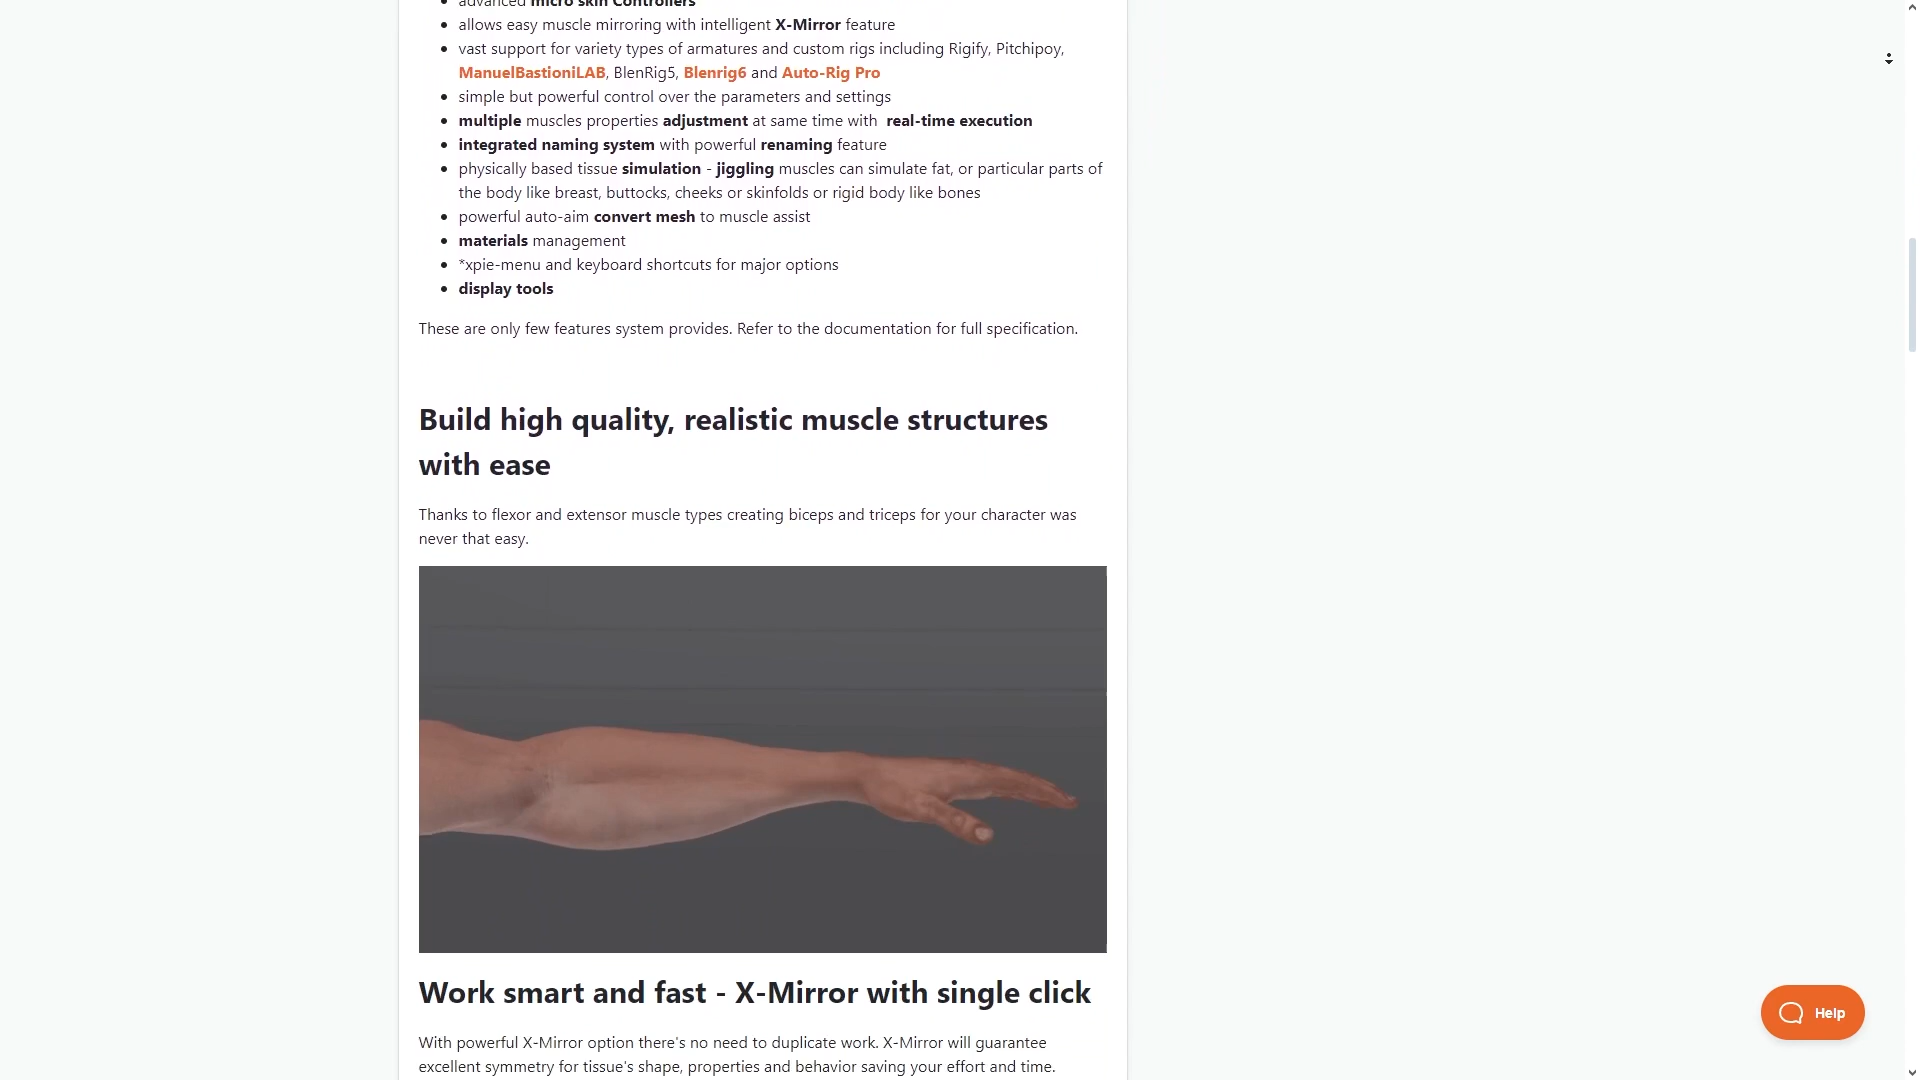 advanced micro skin Controllers
allows easy muscle mirroring with intelligent X-Mirror feature
vast support for variety types of armatures and custom rigs including Rigify, Pitchipoy,
ManuelBastioniLAB, BlenRig5, Blenrig6 and Auto-Rig Pro
simple but powerful control over the parameters and settings
multiple muscles properties adjustment at same time with real-time execution
integrated naming system with powerful renaming feature
physically based tissue simulation - jiggling muscles can simulate fat, or particular parts of
the body like breast, buttocks, cheeks or skinfolds or rigid body like bones
powerful auto-aim convert mesh to muscle assist
materials management
*xpie-menu and keyboard shortcuts for major options
display tools
These are only few features system provides. Refer to the documentation for full specification.
Build high quality, realistic muscle structures
with ease
Thanks to flexor and extensor muscle types creating biceps and triceps for your character was
never that easy.
Work smart and fast - X-Mirror with single click
With powerful X-Mirror option there's no need to duplicate work. X-Mirror will guarantee
excellent symmetry for tissue's shape, properties and behavior saving your effort and time.
Help